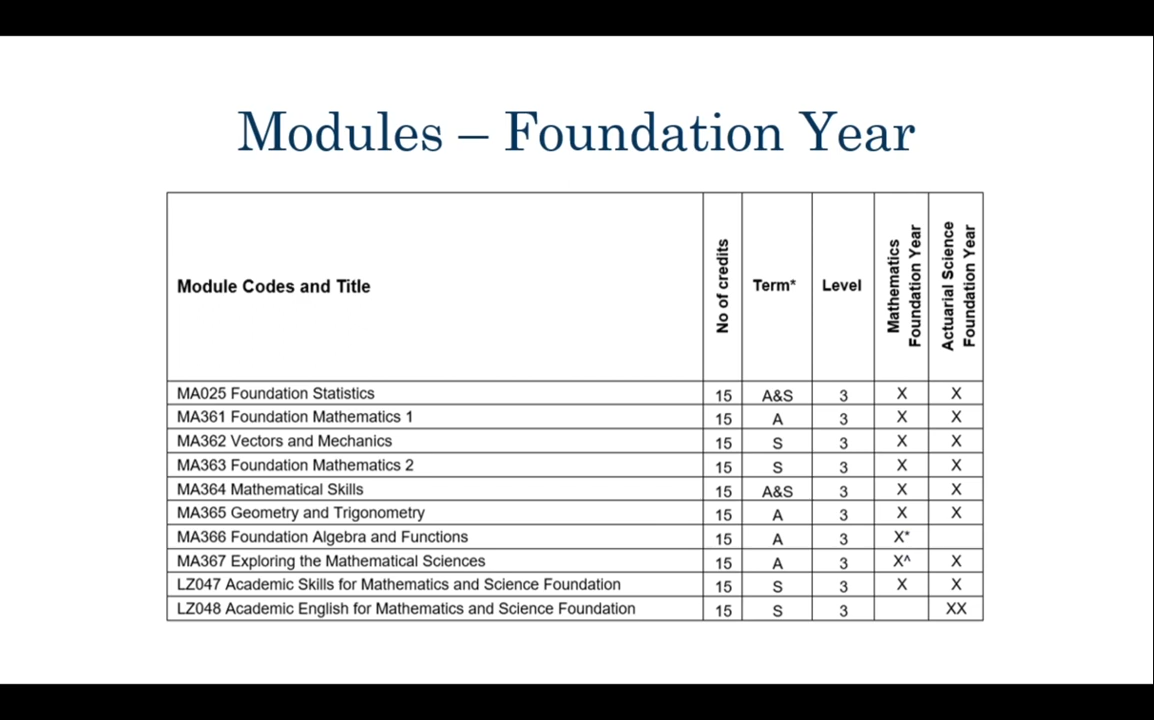 Modules – Foundation Year
Module Codes and Title No of credits Term* Level Mathematics Foundation Year Actuarial Science Foundation Year
MA025 Foundation Statistics 15 A&S 3 X X
MA361 Foundation Mathematics 1 15 A 3 X X
MA362 Vectors and Mechanics 15 S 3 X X
MA363 Foundation Mathematics 2 15 S 3 X X
MA364 Mathematical Skills 15 A&S 3 X X
MA365 Geometry and Trigonometry 15 A 3 X X
MA366 Foundation Algebra and Functions 15 A 3 X*
MA367 Exploring the Mathematical Sciences 15 A 3 X^ X
LZ047 Academic Skills for Mathematics and Science Foundation 15 S 3 X X
LZ048 Academic English for Mathematics and Science Foundation 15 S 3 XX